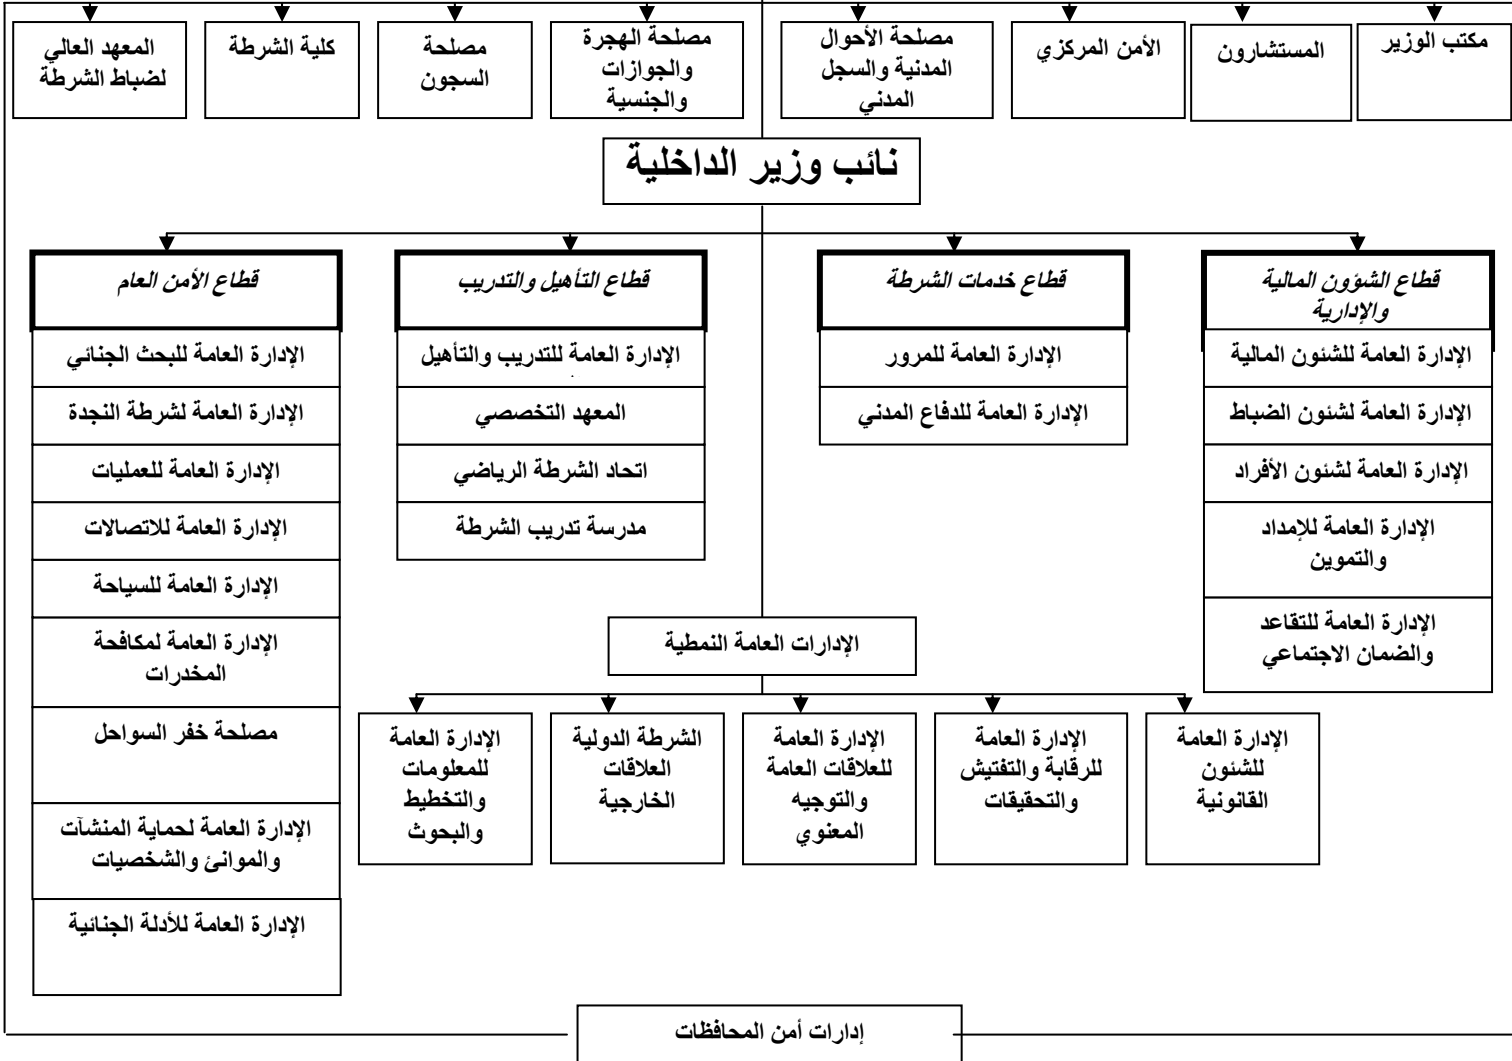 مكتب الوزير
المستشارون
الأمن المركزي
مصلحة الأحوال
المدنية والسجل
المدني
مصلحة الهجرة
والجوازات
والجنسية
مصلحة
السجون
كلية الشرطة
المعهد العالي
لضباط الشرطة
نائب وزير الداخلية
قطاع الشؤون المالية
والإدارية
الإدارة العامة للشئون المالية
الإدارة العامة لشئون الضباط
الإدارة العامة لشئون الأفراد
الإدارة العامة للإمداد
والتموين
الإدارة العامة للتقاعد
والضمان الاجتماعي
قطاع خدمات الشرطة
الإدارة العامة للمرور
الإدارة العامة للدفاع المدني
قطاع التأهيل والتدريب
الإدارة العامة للتدريب والتأهيل
المعهد التخصصي
اتحاد الشرطة الرياضي
مدرسة تدريب الشرطة
قطاع الأمن العام
الإدارة العامة للبحث الجنائي
الإدارة العامة لشرطة النجدة
الإدارة العامة للعمليات
الإدارة العامة للاتصالات
الإدارة العامة للسياحة
الإدارة العامة لمكافحة
المخدرات
مصلحة خفر السواحل
الإدارة العامة لحماية المنشآت
والموانئ والشخصيات
الإدارة العامة للأدلة الجنائية
الإدارات العامة النمطية
الإدارة العامة
للشئون
القانونية
الإدارة العامة
للرقابة والتفتيش
والتحقيقات
الإدارة العامة
للعلاقات العامة
والتوجيه
المعنوي
الشرطة الدولية
العلاقات
الخارجية
الإدارة العامة
للمعلومات
والتخطيط
والبحوث
إدارات أمن المحافظات